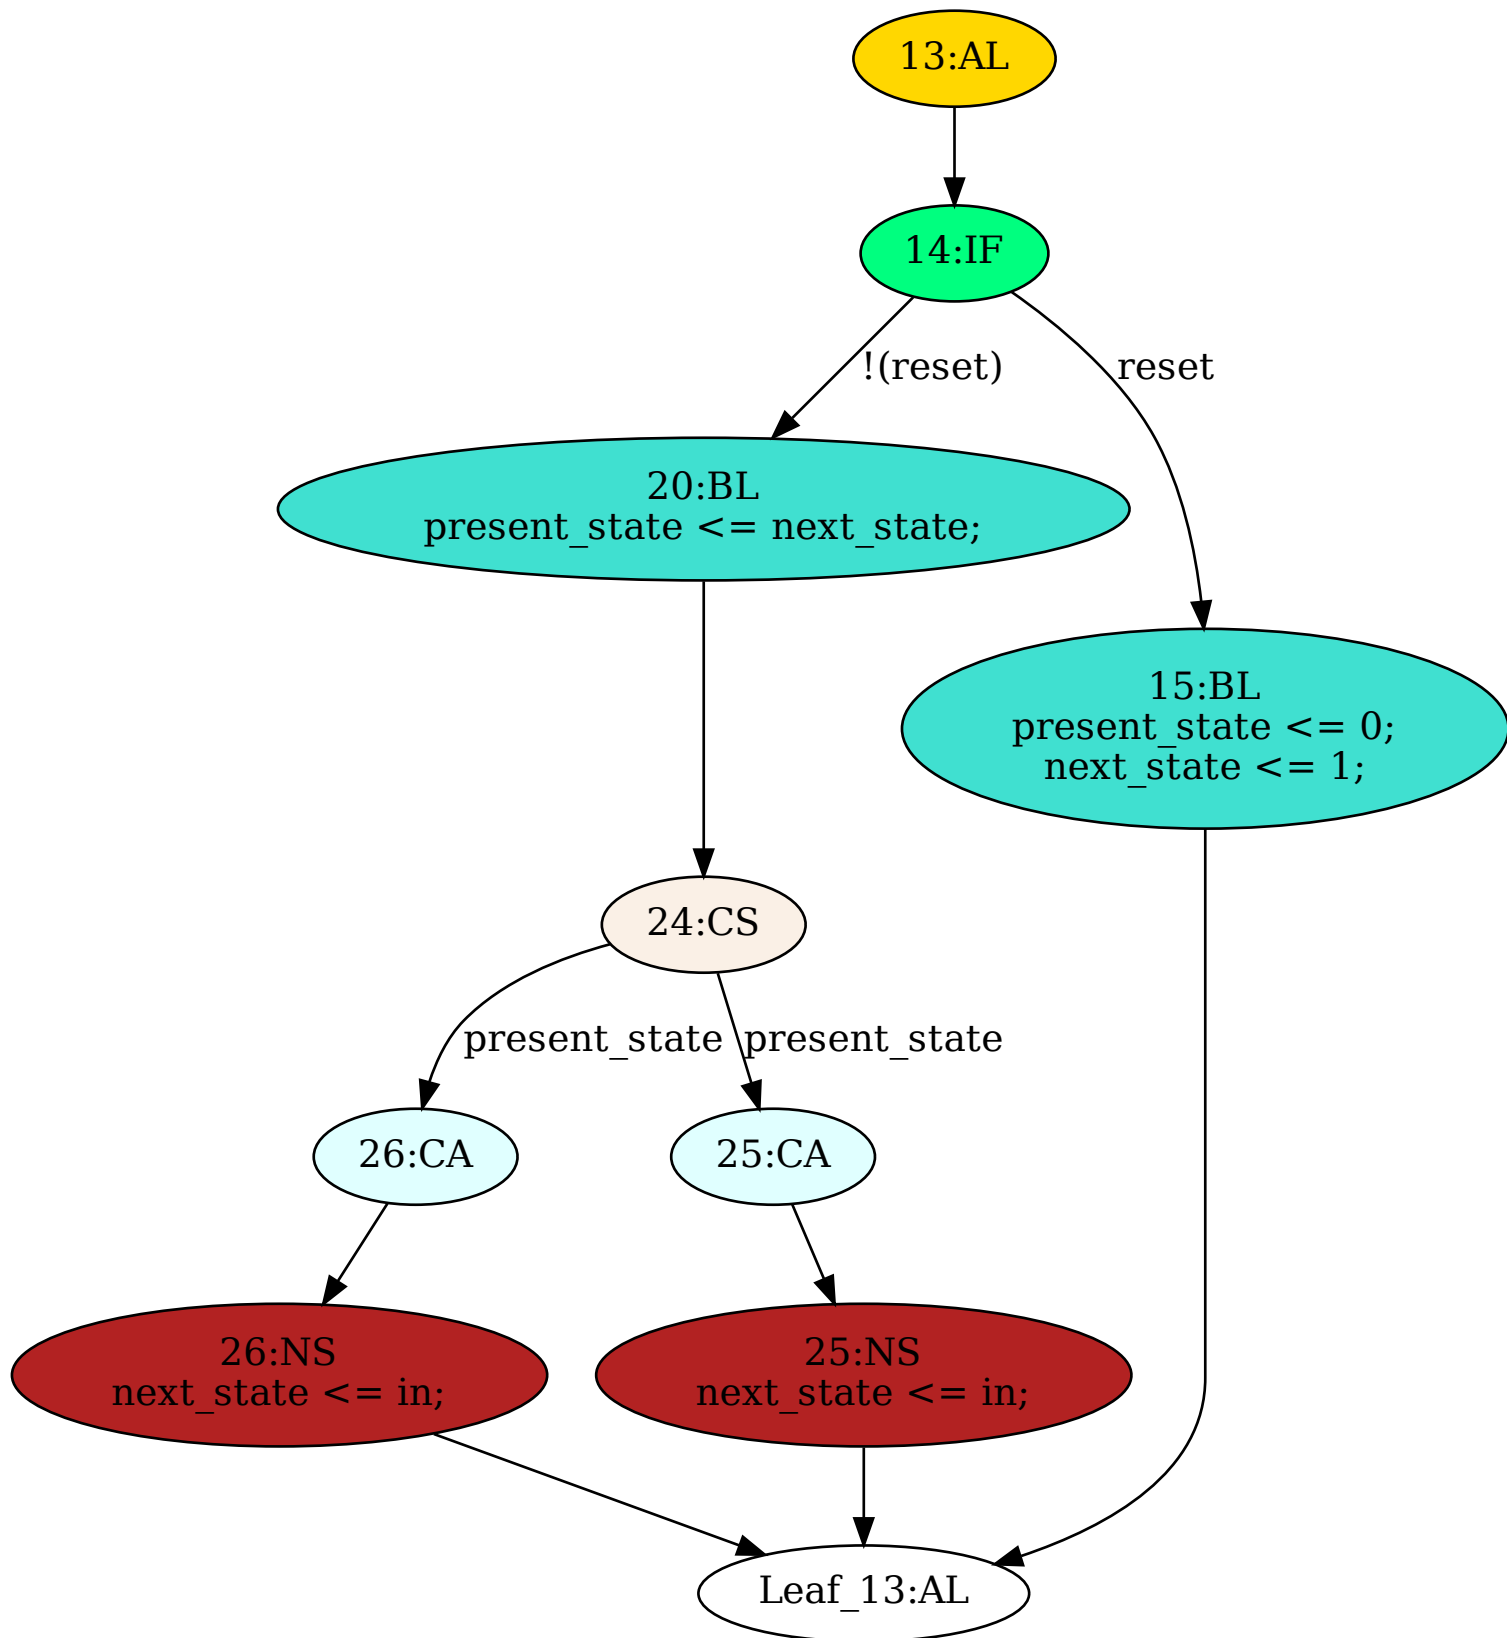 13:AL
14:IF
!(reset)
reset
20:BL
present_state <= next_state;
15:BL
present_state <= 0;
next_state <= 1;
24:CS
present_state
present_state
26:CA
25:CA
26:NS
next_state <= in;
25:NS
next_state <= in;
Leaf_13:AL